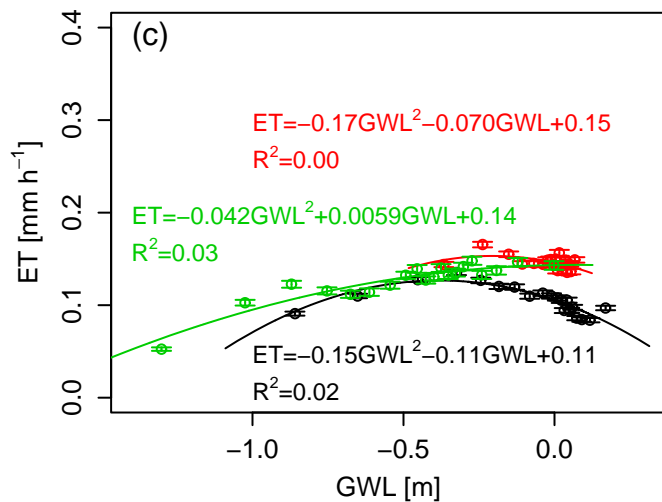 (c)
ET=−0.17GWL²−0.070GWL+0.15
R²=0.00
ET=−0.042GWL²+0.0059GWL+0.14
R²=0.03
ET=−0.15GWL²−0.11GWL+0.11
R²=0.02
ET [mm h⁻¹]
0.4
0.3
0.2
0.1
0.0
−1.0 −0.5 0.0
GWL [m]